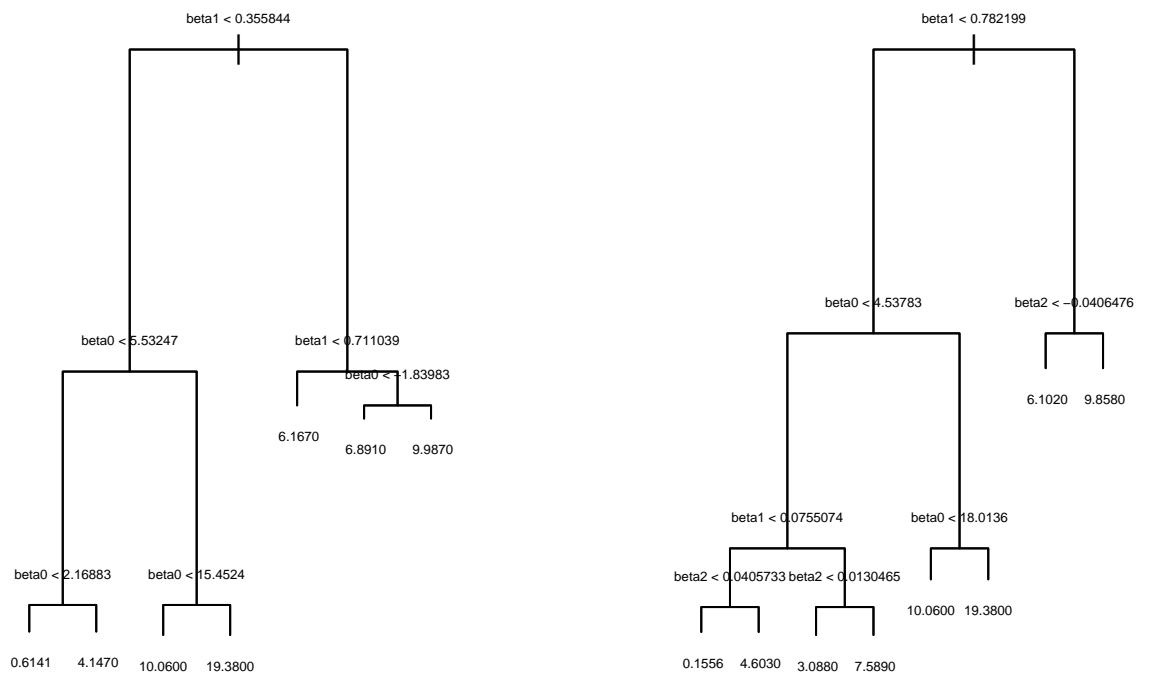 beta1 < 0.355844
beta0 < 5.53247
beta1 < 0.711039
beta0 < −1.83983
6.1670
6.8910
9.9870
beta0 < 2.16883
beta0 < 15.4524
0.6141
4.1470
10.0600
19.3800
beta1 < 0.782199
beta0 < 4.53783
beta2 < −0.0406476
6.1020
9.8580
beta1 < 0.0755074
beta0 < 18.0136
beta2 < 0.0405733
beta2 < 0.0130465
10.0600
19.3800
0.1556
4.6030
3.0880
7.5890